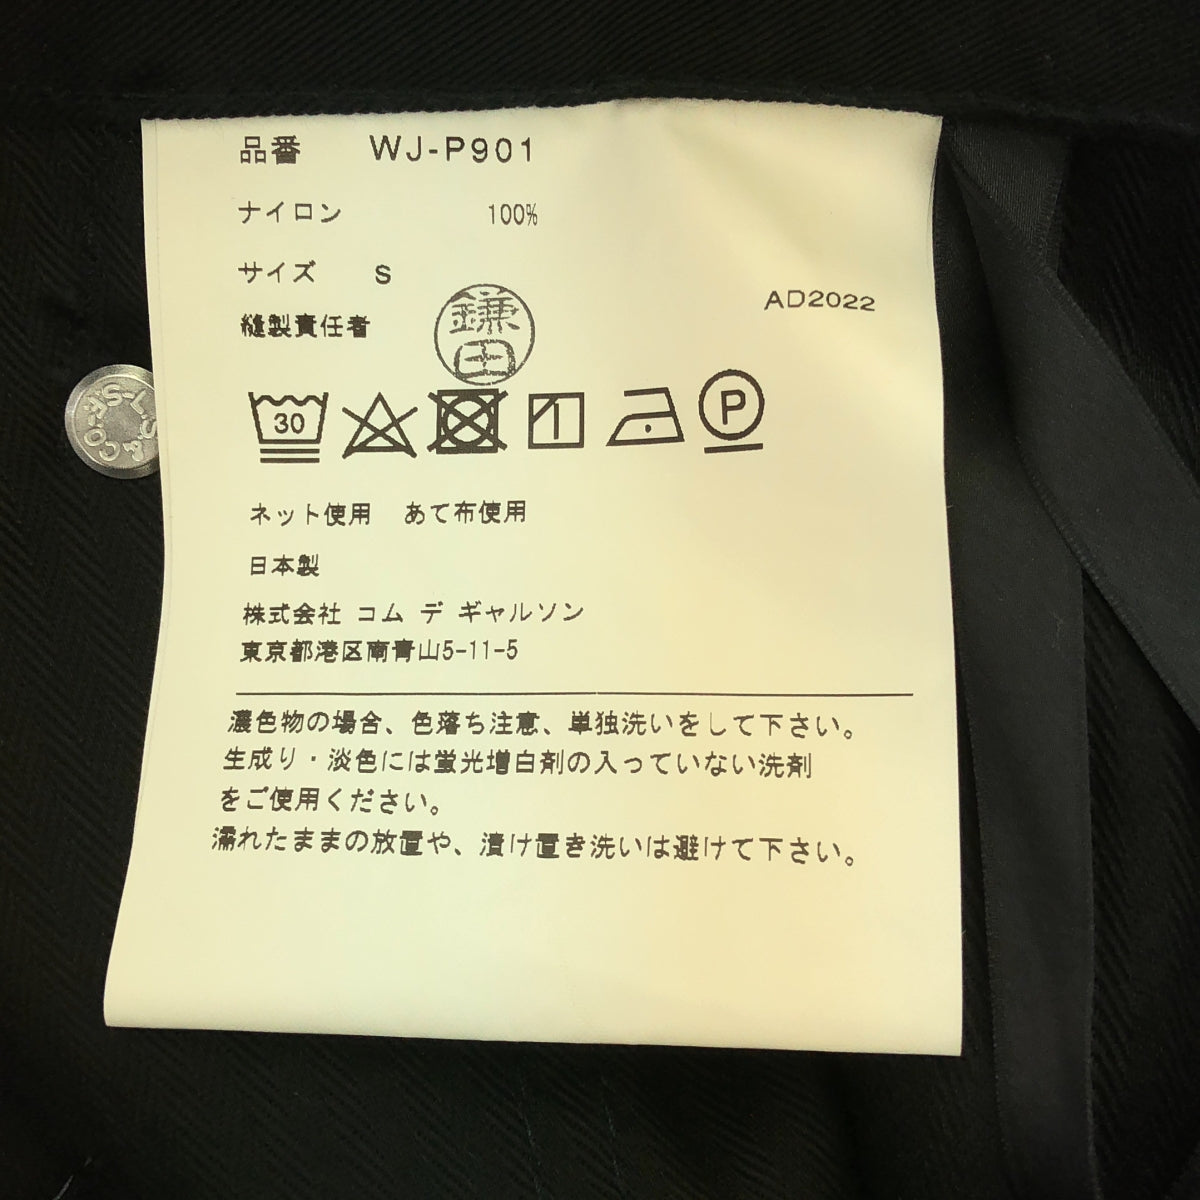 品番 WJ-P901
ナイロン 100%
サイズ S
AD2022
縫製責任者 鎌田
30
P
ネット使用 あて布使用
日本製
株式会社 コム デ ギャルソン
東京都港区南青山5-11-5
濃色物の場合、色落ち注意、単独洗いをして下さい。
生成り・淡色には蛍光増白剤の入っていない洗剤
をご使用ください。
濡れたままの放置や、漬け置き洗いは避けて下さい。